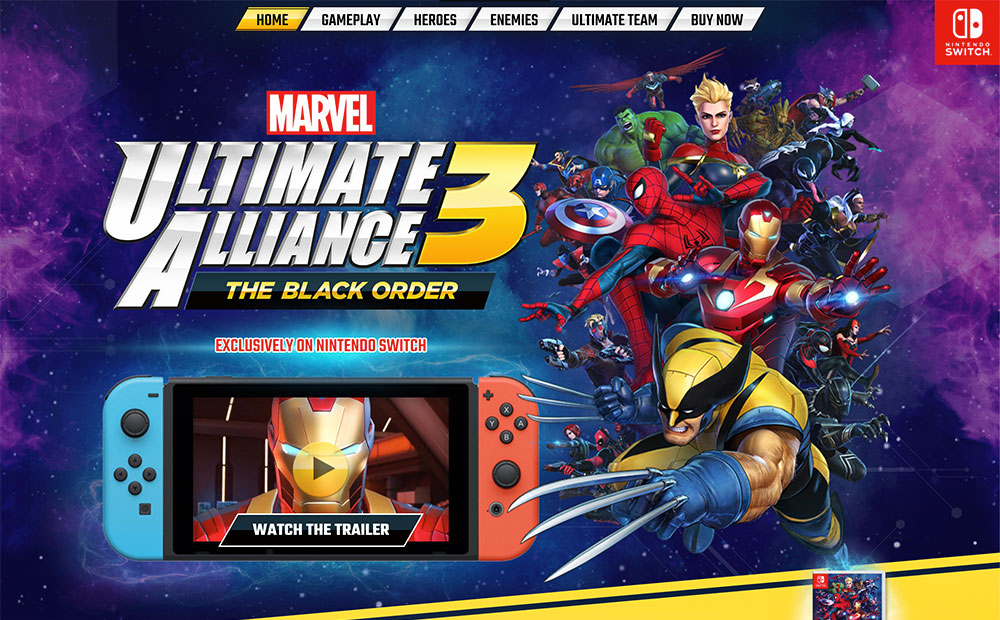 HOME
GAMEPLAY
HEROES
ENEMIES
ULTIMATE TEAM
BUY NOW
NINTENDO
SWITCH
MARVEL
ULTIMATE
ALLIANCE 3
THE BLACK ORDER
EXCLUSIVELY ON NINTENDO SWITCH
X
Y
A
B
WATCH THE TRAILER